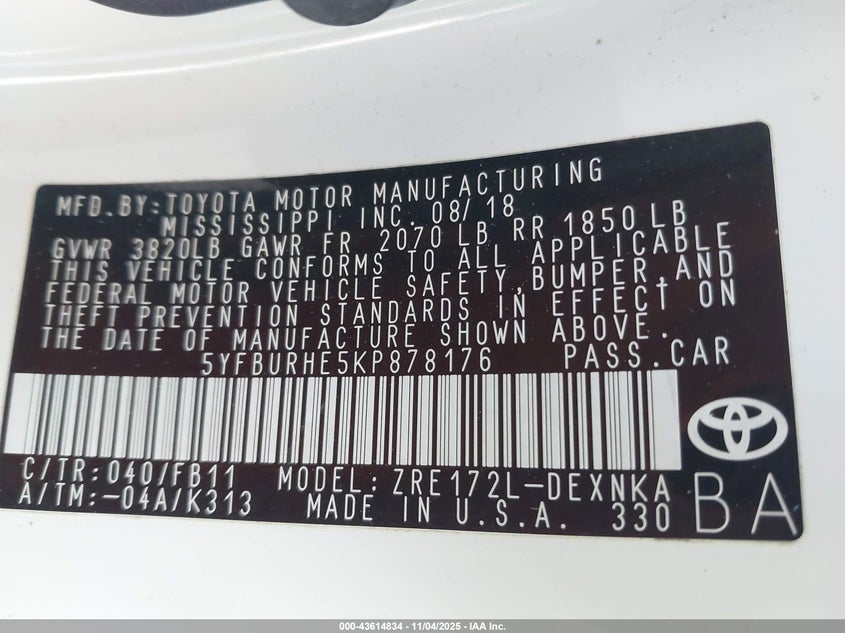 MFD.BY:TOYOTA MOTOR MANUFACTURING
MISSISSIPPI INC. 08/18
GVWR 3820LB GAWR FR 2070 LB RR 1850LB
THIS VEHICLE CONFORMS TO ALL APPLICABLE
FEDERAL MOTOR VEHICLE SAFETY,BUMPER,AND
THEFT PREVENTION STANDARDS IN EFFECT ON
THE DATE OF MANUFACTURE SHOWN ABOVE.
5YFBURHE5KP878176 PASS.CAR
C/TR:040/FB11 MODEL:ZRE172L-DEXNKA
A/TM:-04A/K313 MADE IN U.S.A. 330 BA
000-43614834 - 11/04/2025 - IAA Inc.